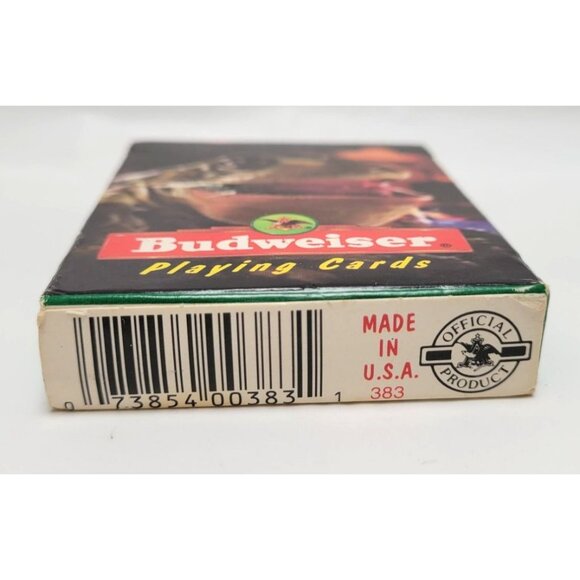 Budweiser®
Playing Cards
MADE
IN
U.S.A.
383
OFFICIAL
PRODUCT
0 73854 00383 1